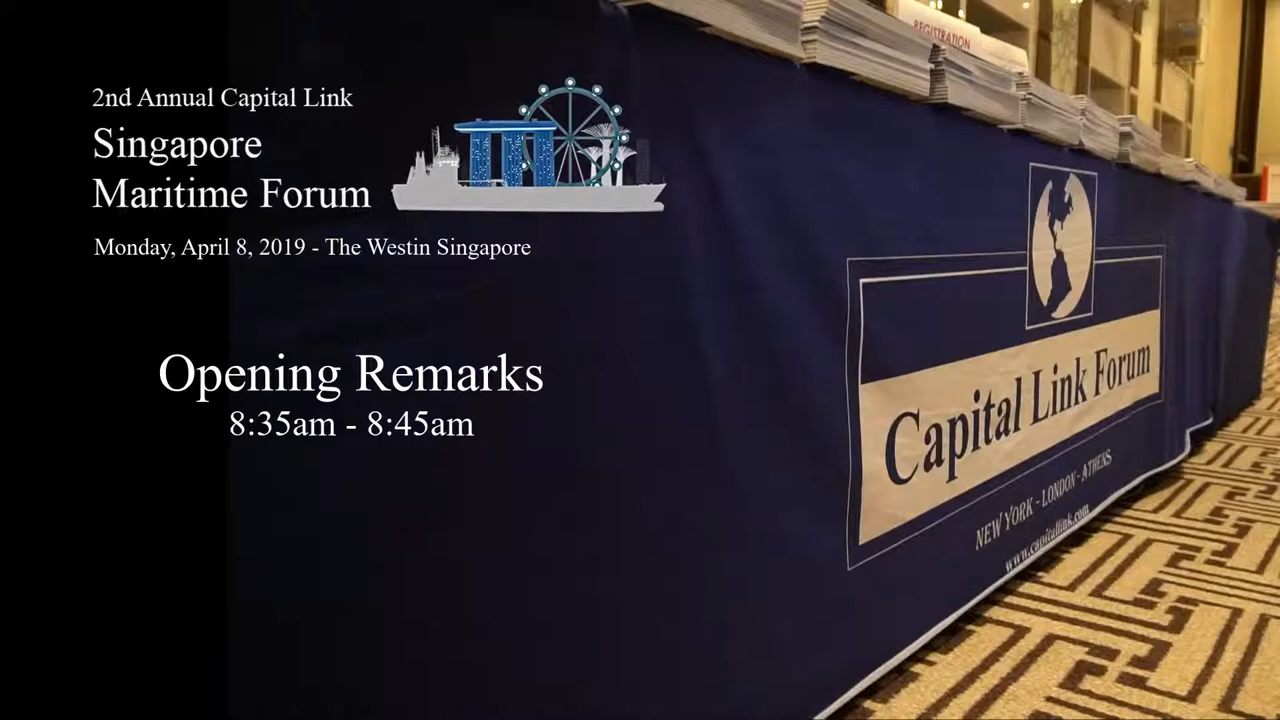 2nd Annual Capital Link
Singapore
Maritime Forum
Monday, April 8, 2019 - The Westin Singapore
Opening Remarks
8:35am - 8:45am
REGISTRATION
Capital Link Forum
NEW YORK - LONDON - ATHENS
www.capitallink.com